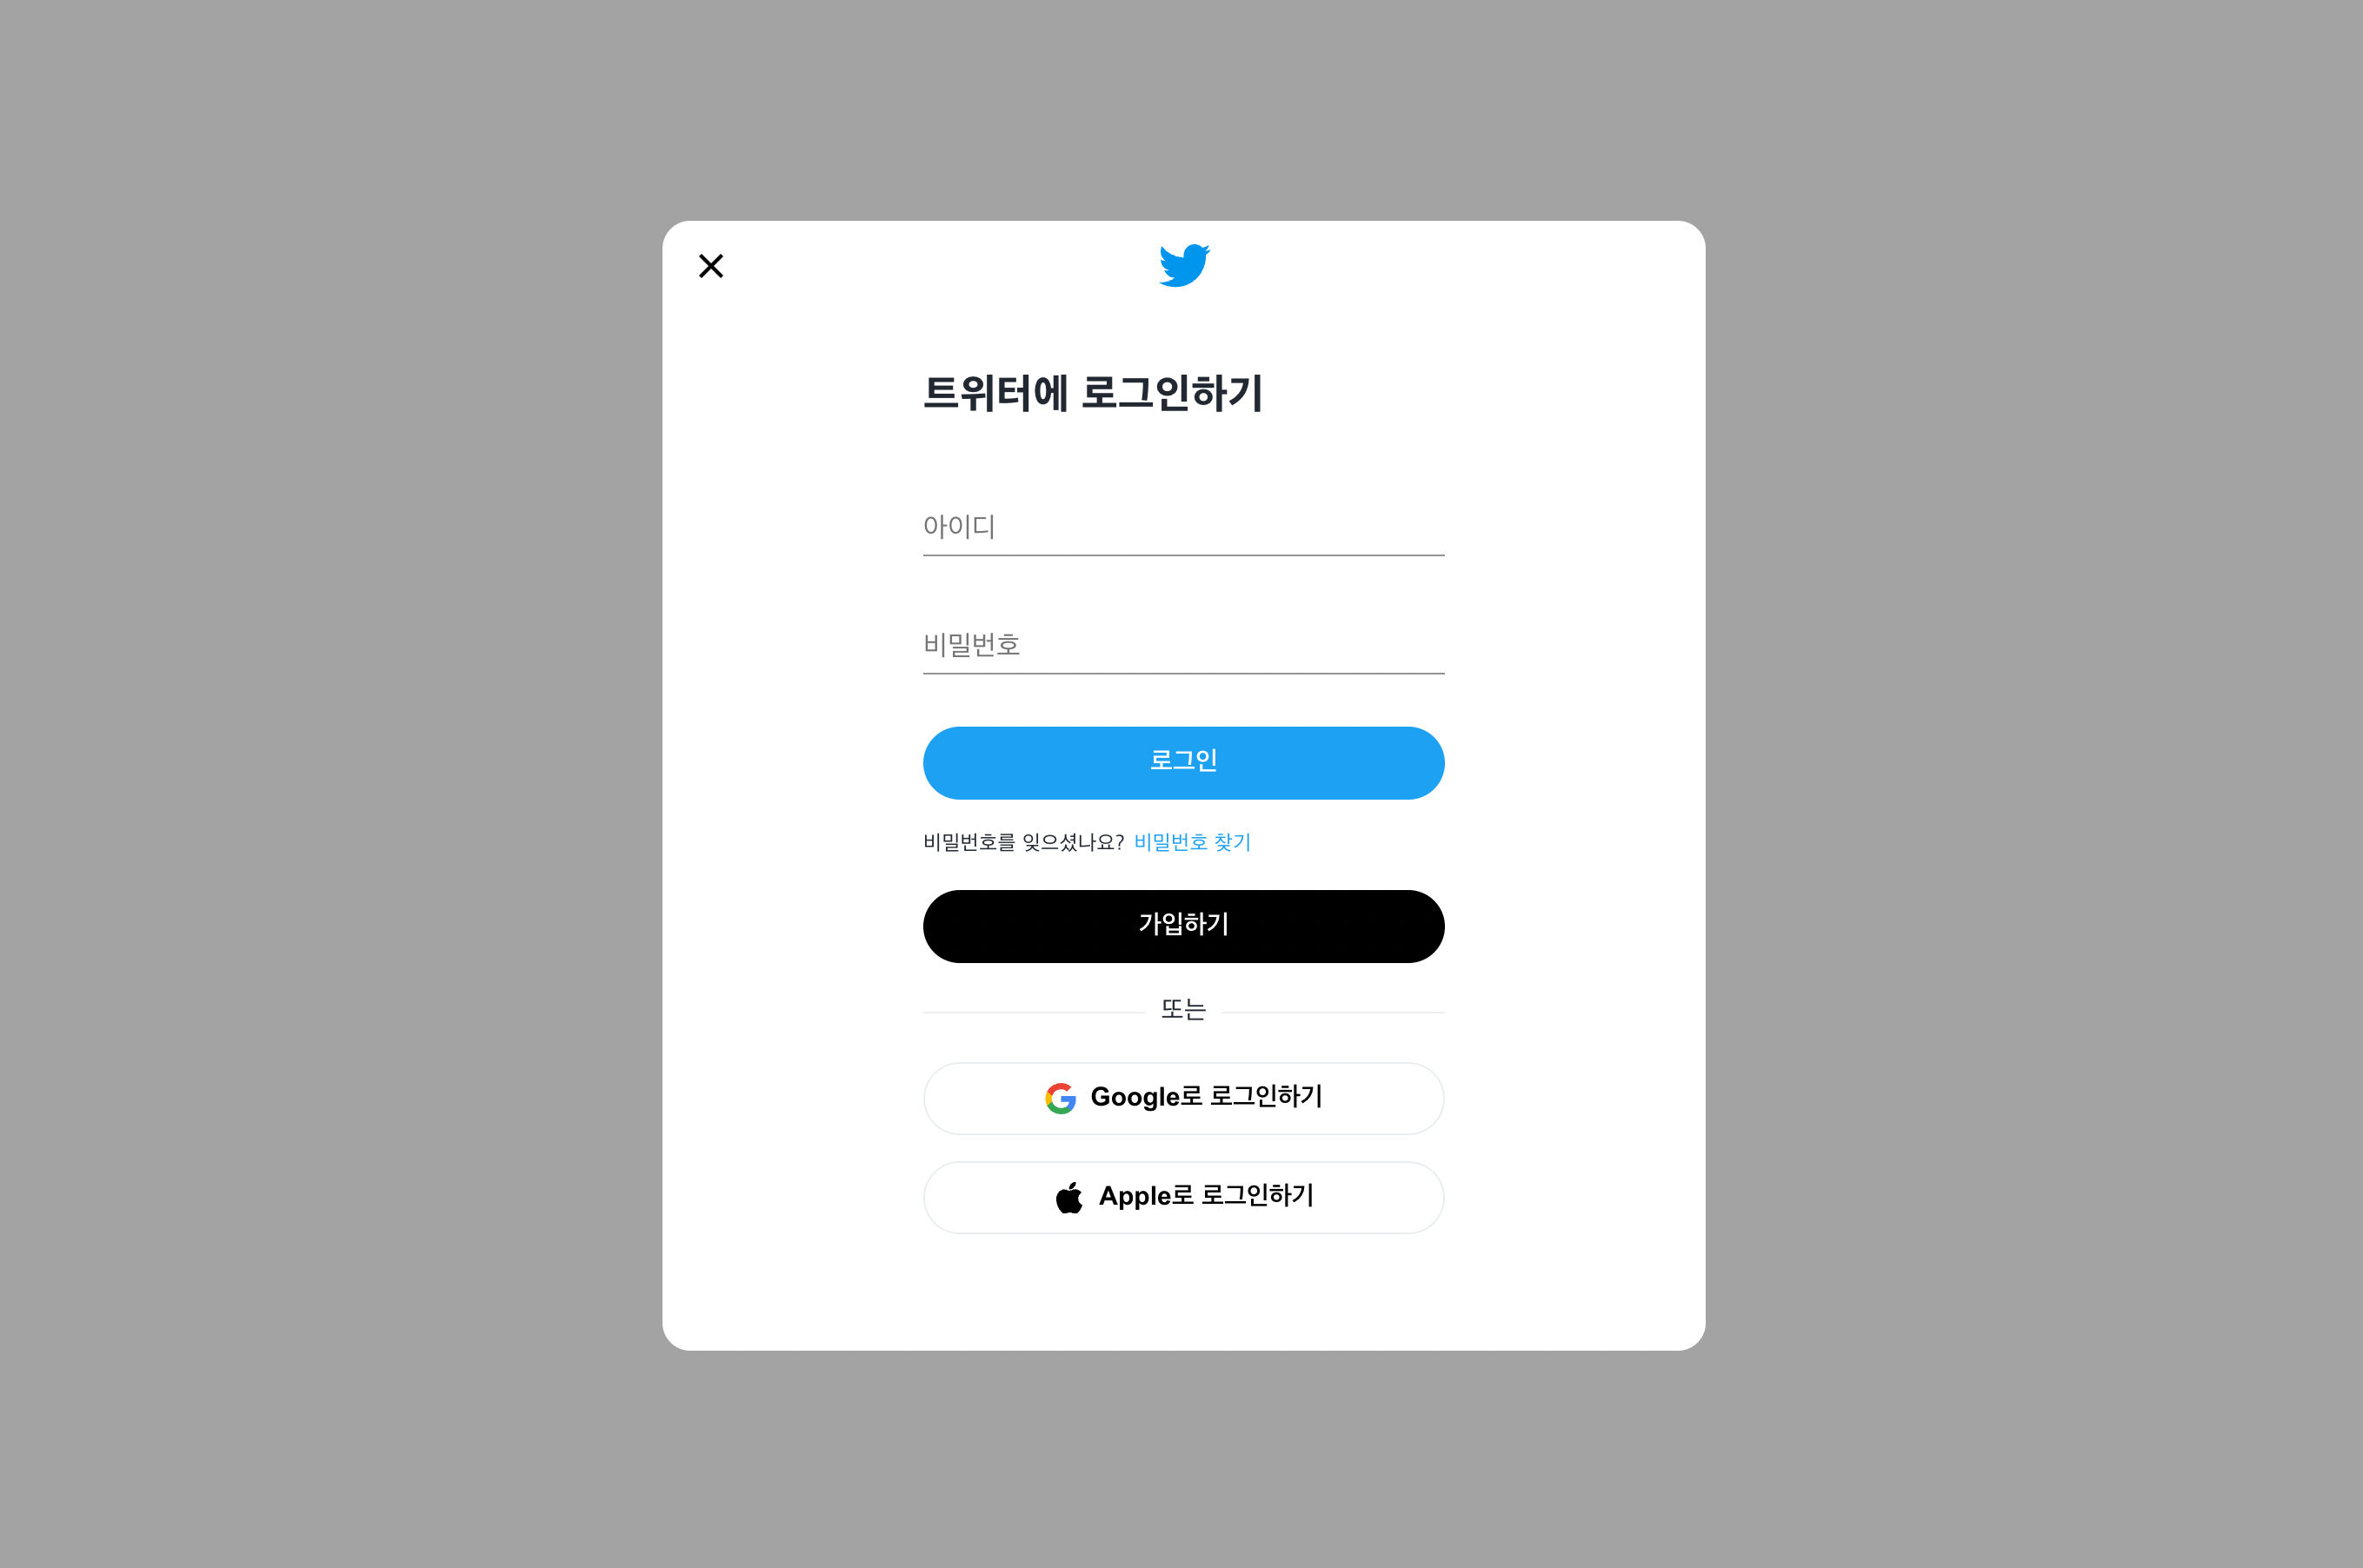 트위터에 로그인하기
아이디
비밀번호
로그인
비밀번호를 잊으셨나요? 비밀번호 찾기
가입하기
또는
Google로 로그인하기
Apple로 로그인하기